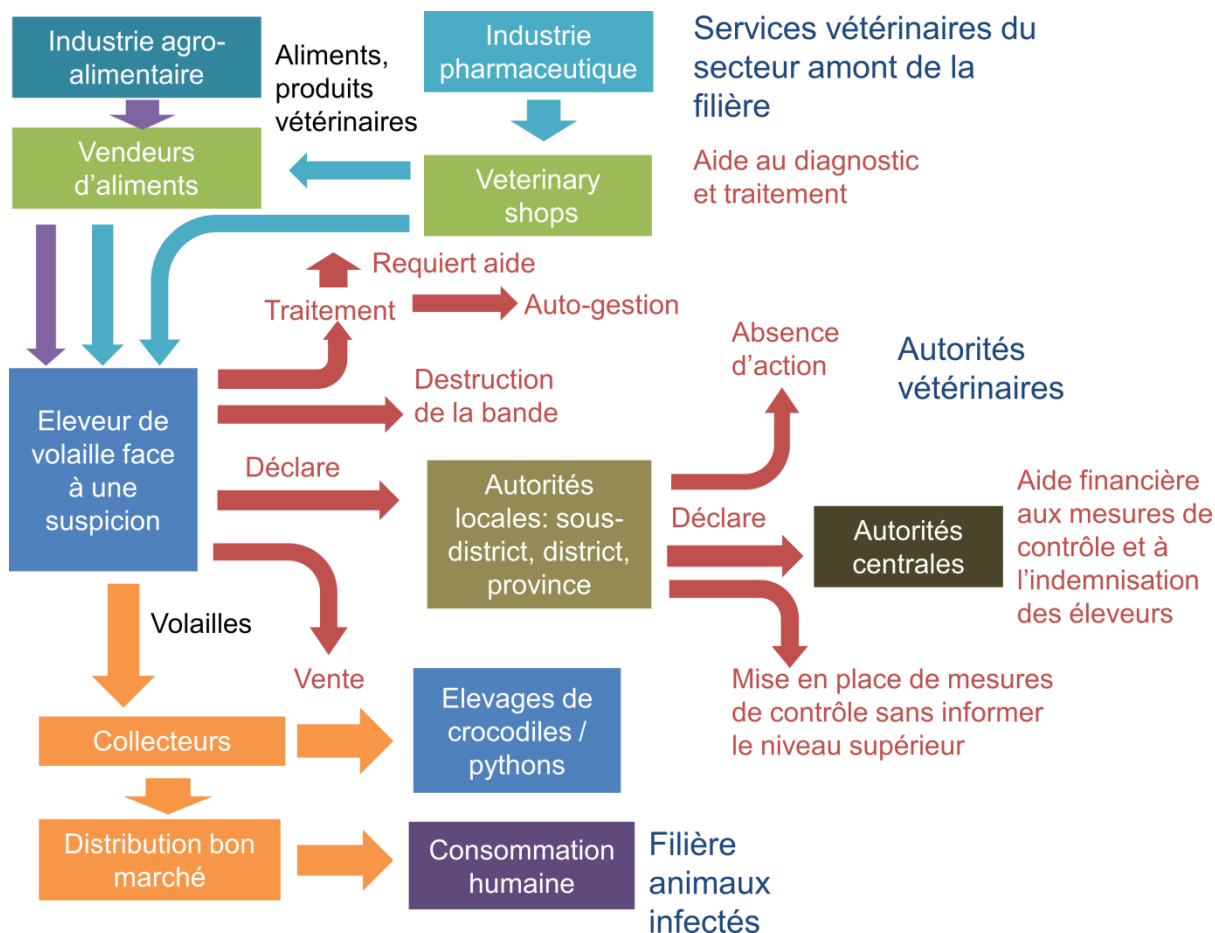 Industrie agro-
alimentaire
Aliments,
produits
vétérinaires
Industrie
pharmaceutique
Services vétérinaires du
secteur amont de la
filière
Vendeurs
d’aliments
Veterinary
shops
Aide au diagnostic
et traitement
Requiert aide
Traitement
Auto-gestion
Absence
d’action
Autorités
vétérinaires
Destruction
de la bande
Eleveur de
volaille face
à une
suspicion
Déclare
Autorités
locales: sous-
district, district,
province
Déclare
Autorités
centrales
Aide financière
aux mesures de
contrôle et à
l’indemnisation
des éleveurs
Volailles
Vente
Mise en place de mesures
de contrôle sans informer
le niveau supérieur
Collecteurs
Elevages de
crocodiles /
pythons
Distribution bon
marché
Consommation
humaine
Filière
animaux
infectés